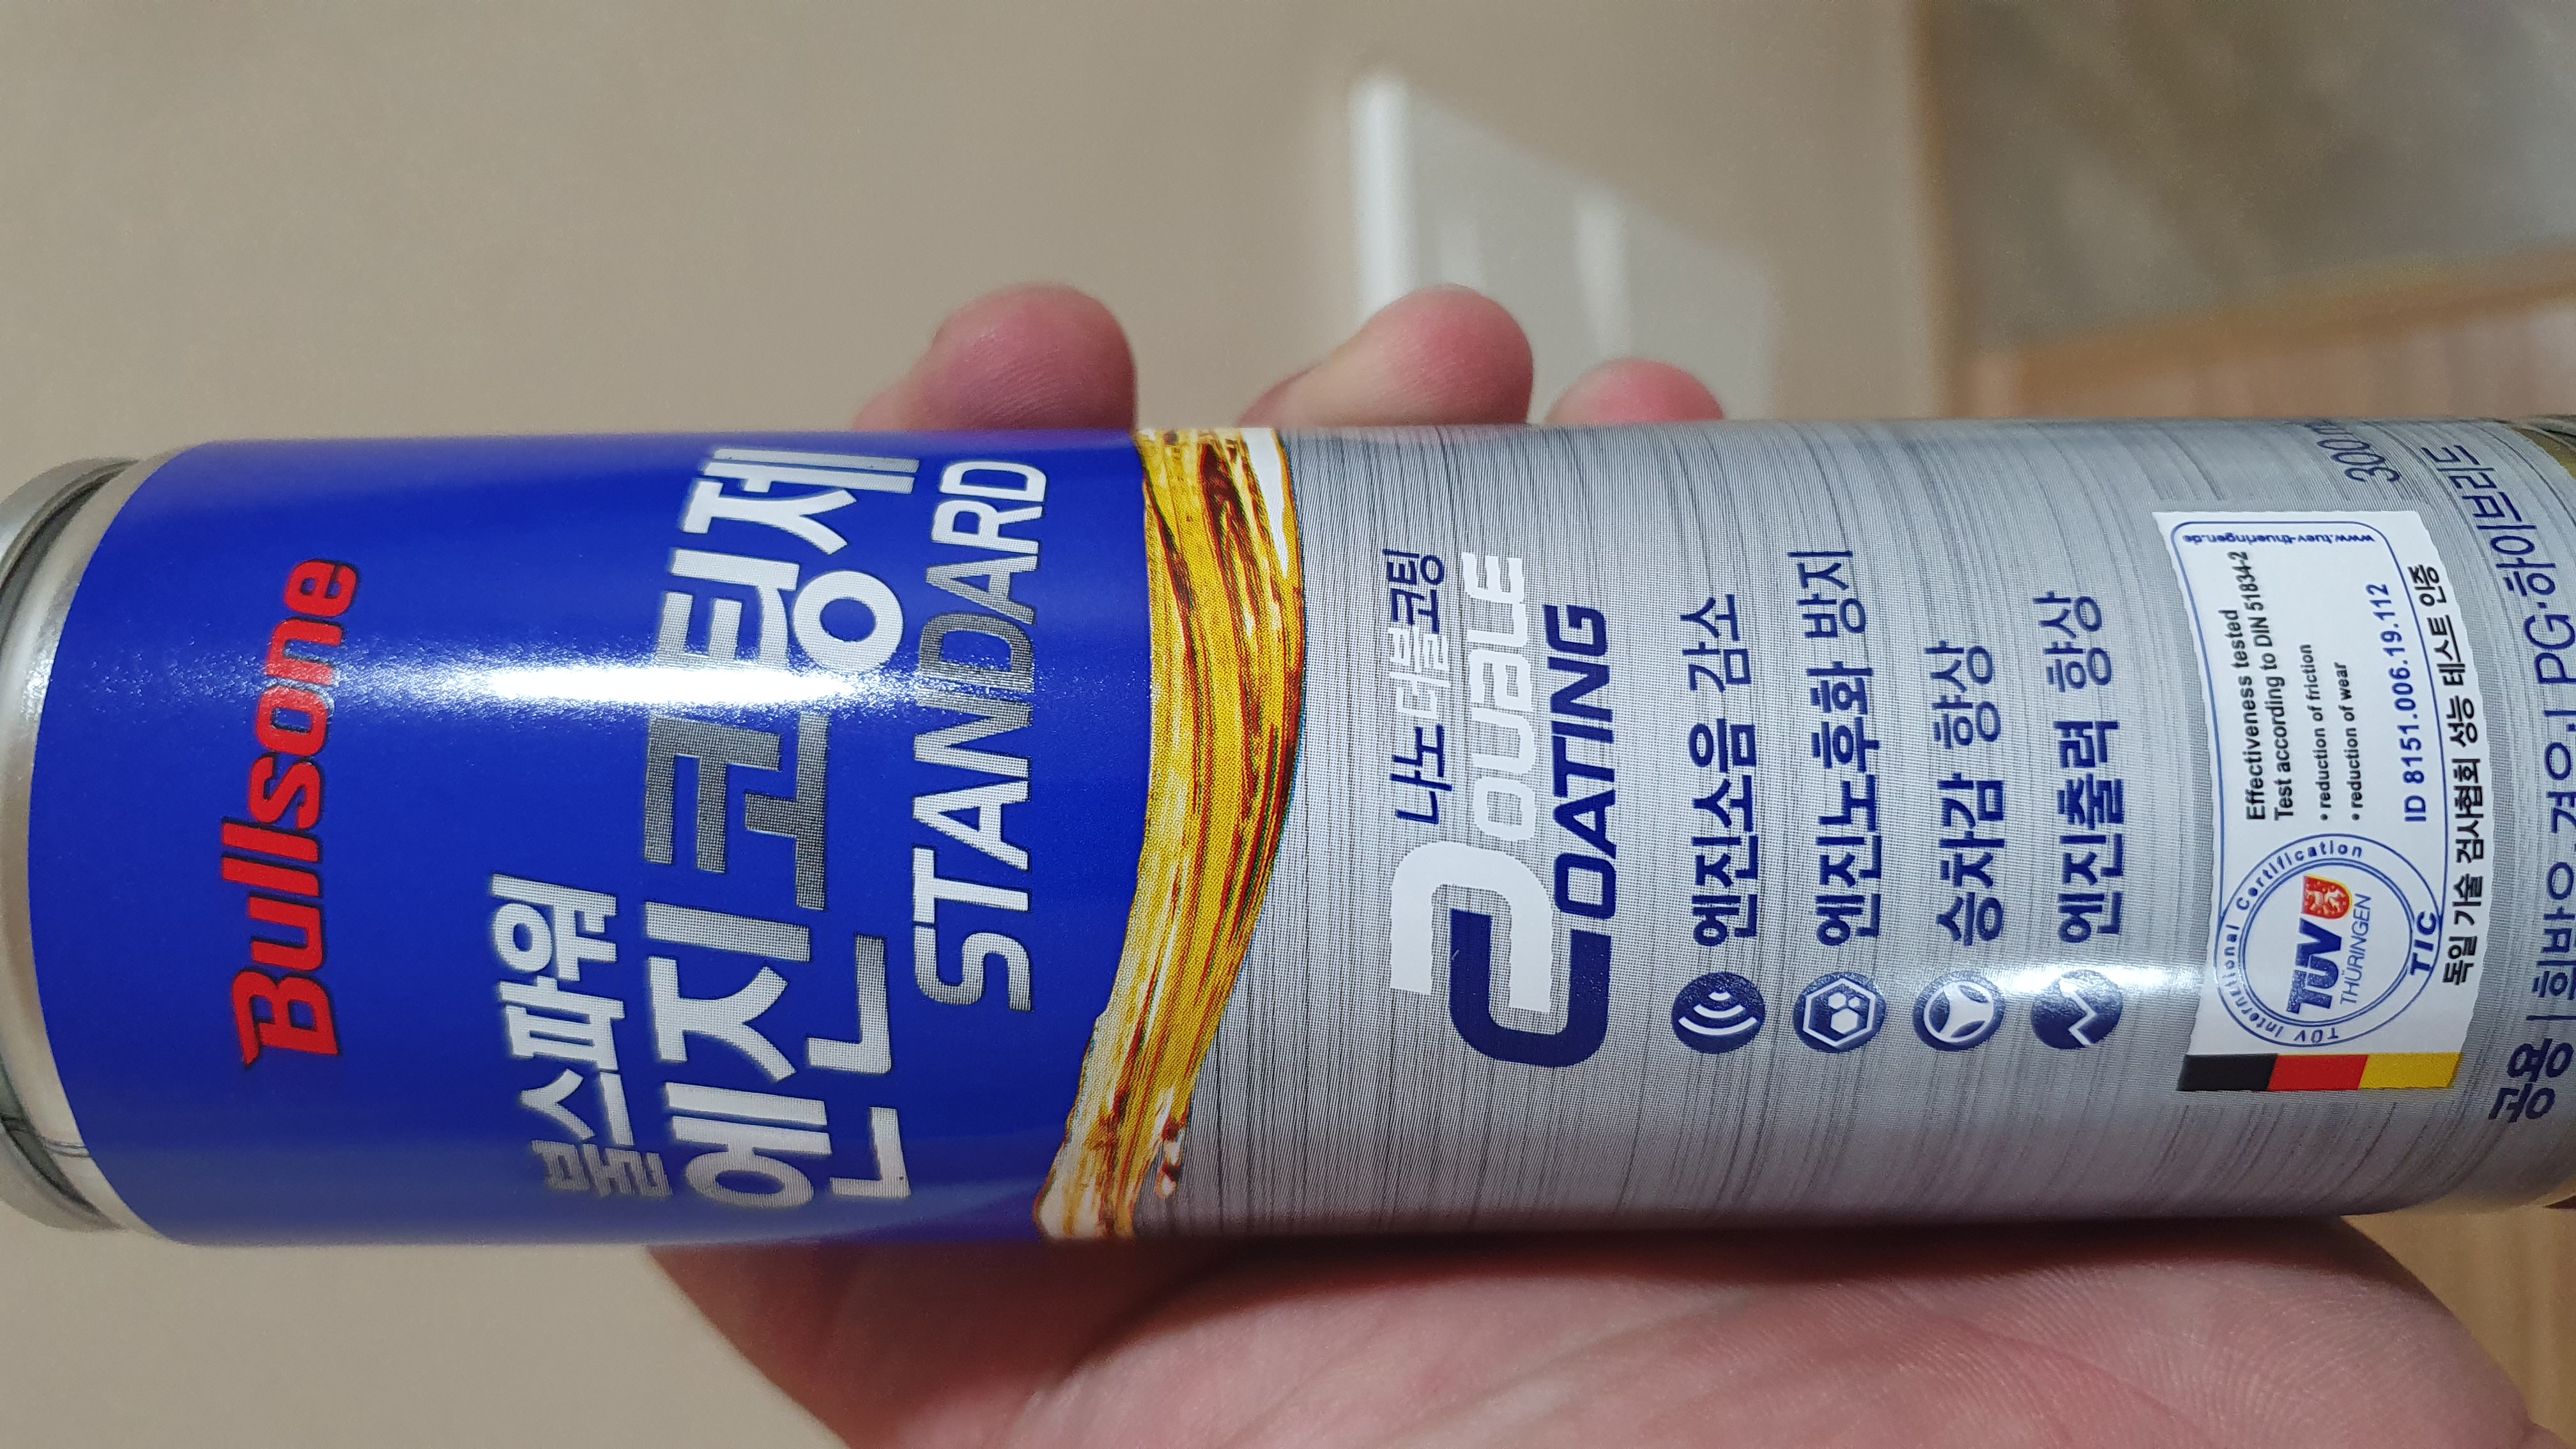 Bullsone
불스파워
엔진코팅제
STANDARD
나노 더블코팅
DOUBLE
COATING
엔진소음 감소
엔진노후화 방지
승차감 향상
엔진출력 향상
www.tuev-thueringen.de
Effectiveness tested
Test according to DIN 51834-2
• reduction of friction
• reduction of wear
ID 8151.006.19.112
TÜV International Certification
TÜV
THÜRINGEN
TIC
독일 기술 검사협회 성능 테스트 인증
300
공용 | 휘발유·경유·LPG·하이브리드